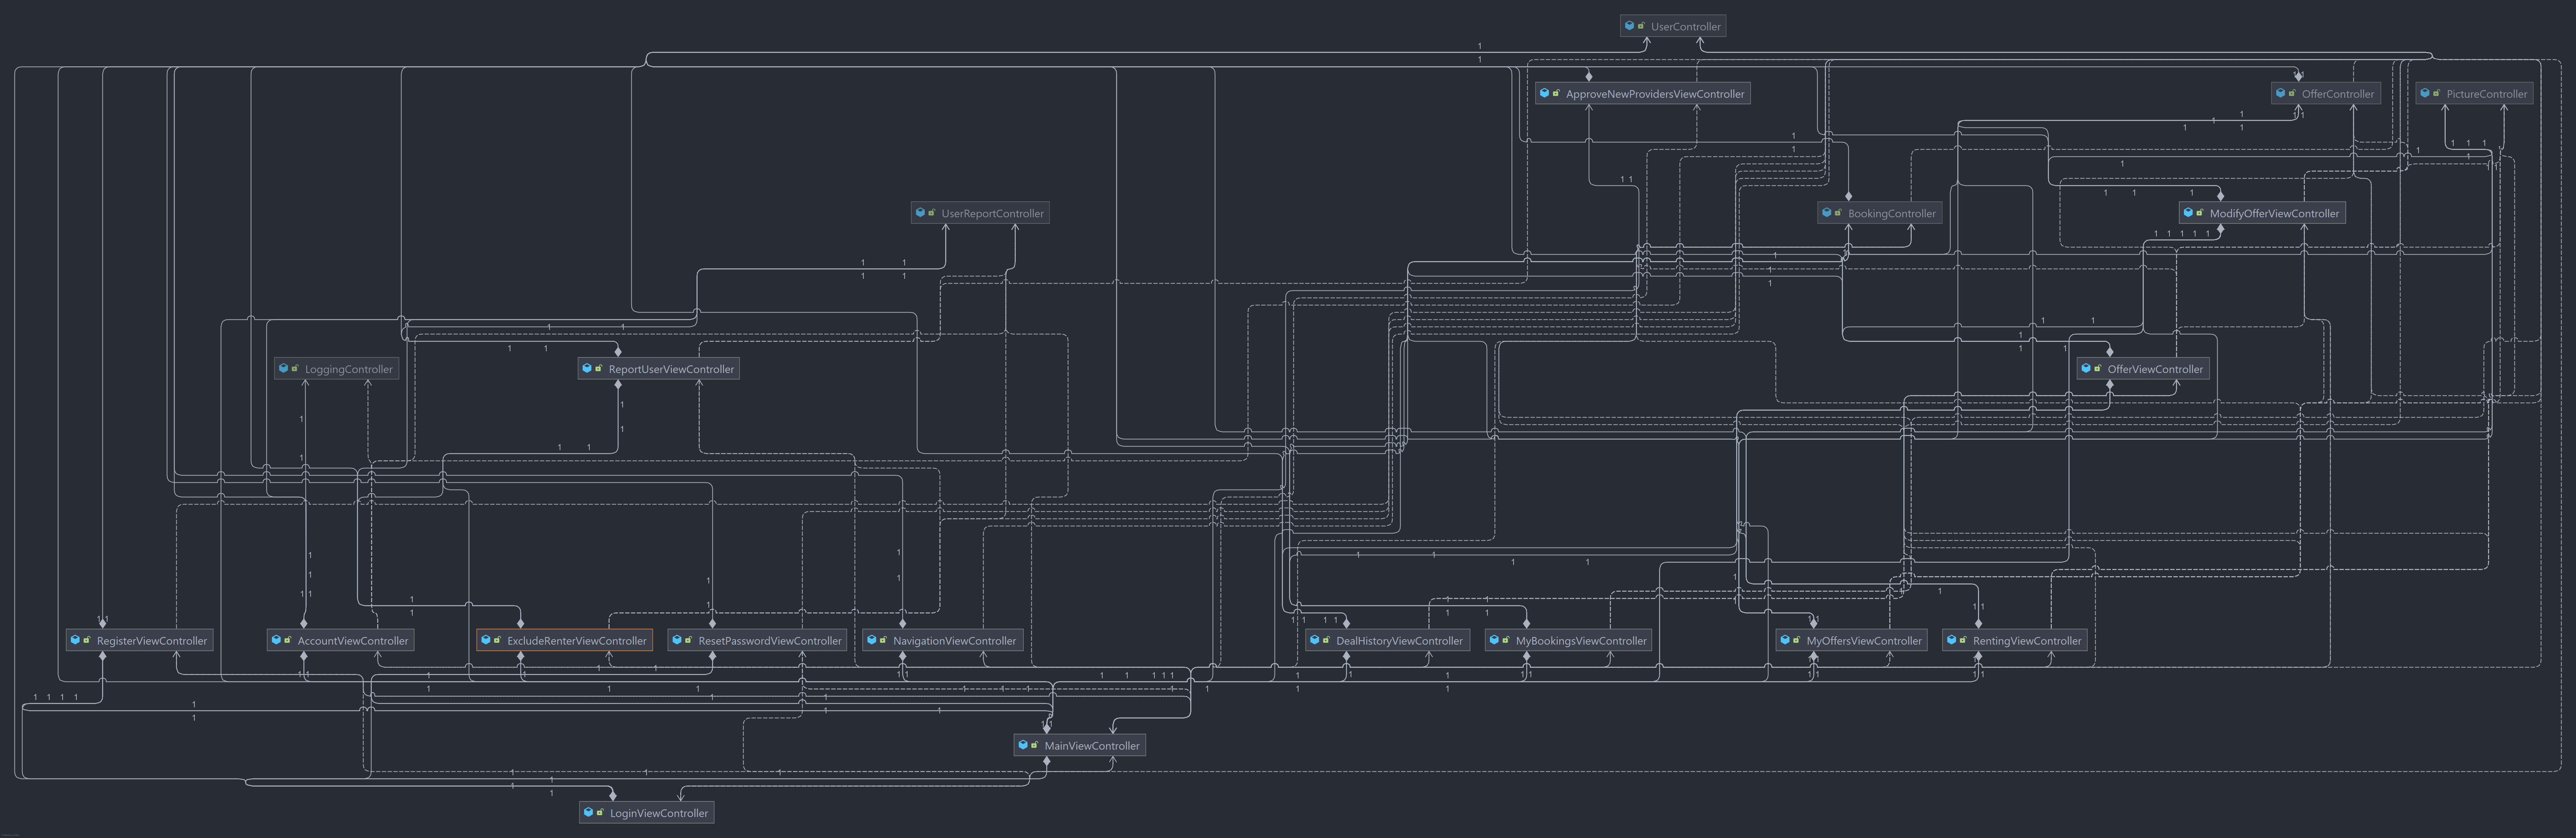 UserController
ApproveNewProvidersViewController
OfferController
PictureController
UserReportController
BookingController
ModifyOfferViewController
LoggingController
ReportUserViewController
OfferViewController
RegisterViewController
AccountViewController
ExcludeRenterViewController
ResetPasswordViewController
NavigationViewController
DealHistoryViewController
MyBookingsViewController
MyOffersViewController
RentingViewController
MainViewController
LoginViewController